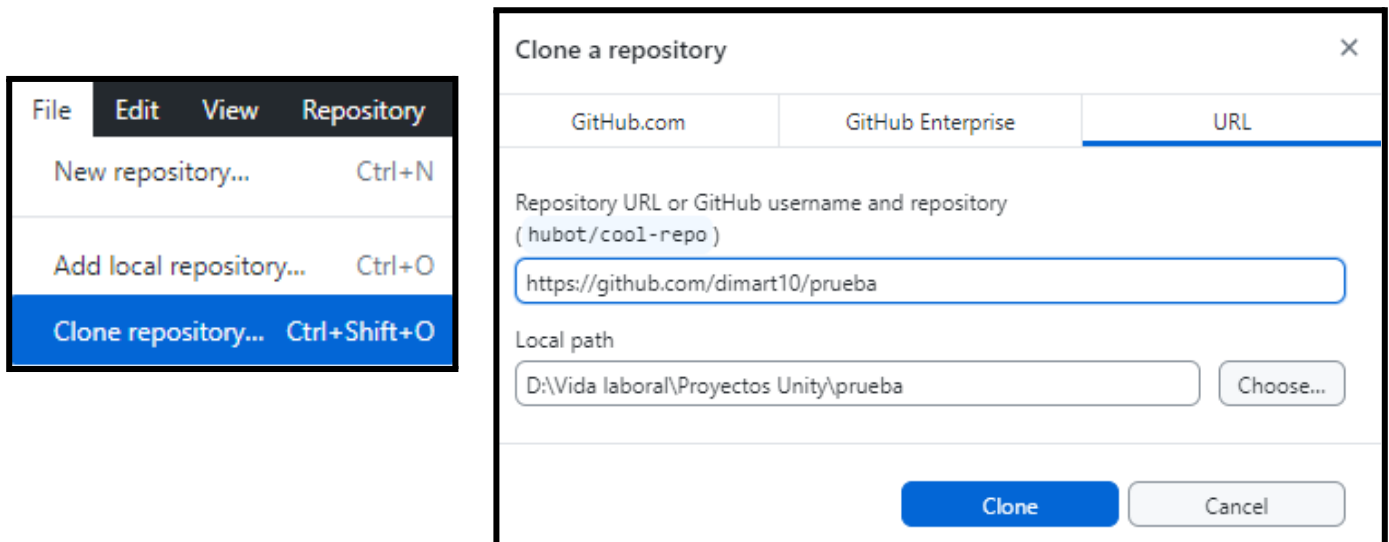 File Edit View Repository
New repository... Ctrl+N
Add local repository... Ctrl+O
Clone repository... Ctrl+Shift+O
Clone a repository
GitHub.com GitHub Enterprise URL
Repository URL or GitHub username and repository
(hubot/cool-repo)
https://github.com/dimart10/prueba
Local path
D:\Vida laboral\Proyectos Unity\prueba Choose...
Clone Cancel